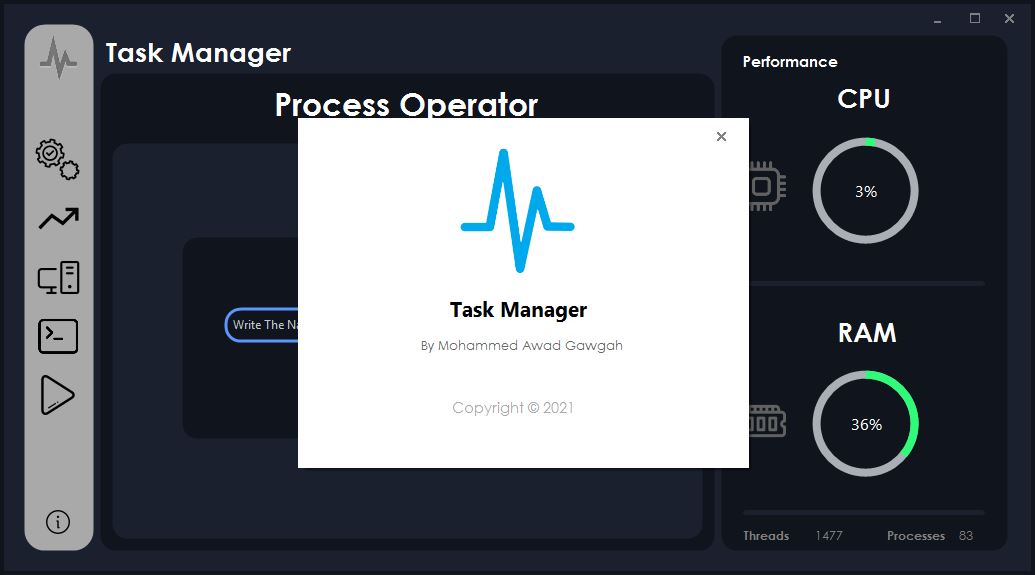 Task Manager
Process Operator
Write The Na
Task Manager
By Mohammed Awad Gawgah
Copyright © 2021
Performance
CPU
3%
RAM
36%
Threads 1477 Processes 83